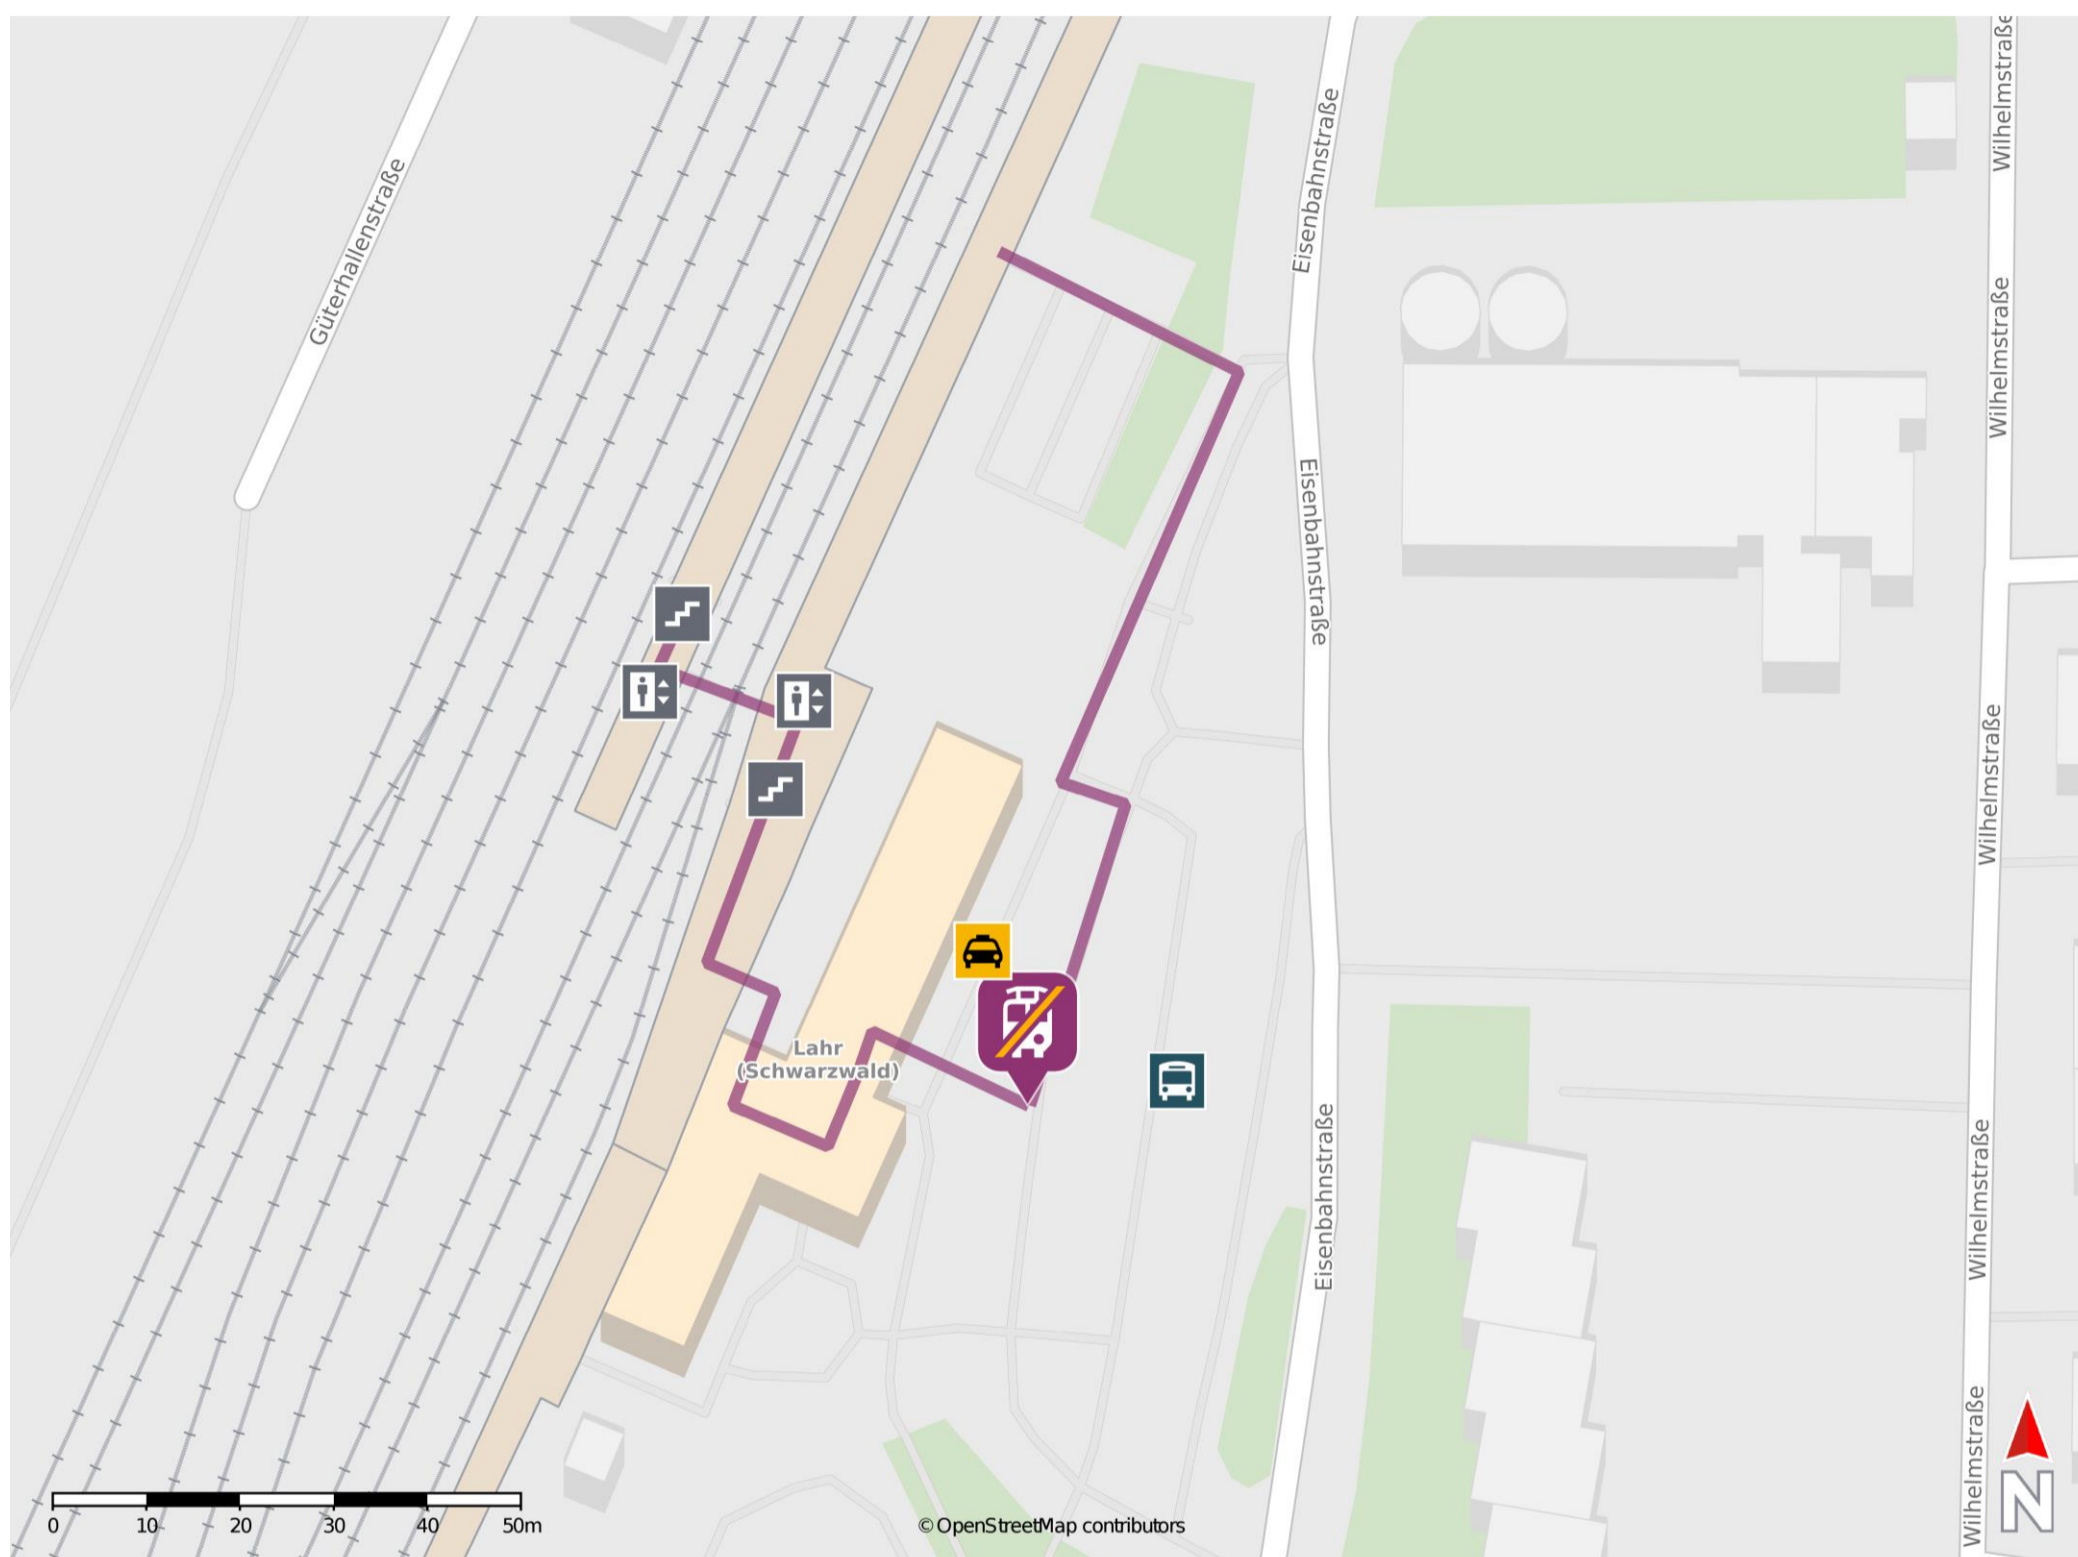 Wilhelmstraße
Eisenbahnstraße
Güterhallenstraße
Wilhelmstraße
Eisenbahnstraße
Wilhelmstraße
Lahr
(Schwarzwald)
Eisenbahnstraße
Wilhelmstraße
Wilhelmstraße
N
0 10 20 30 40 50m
© OpenStreetMap contributors